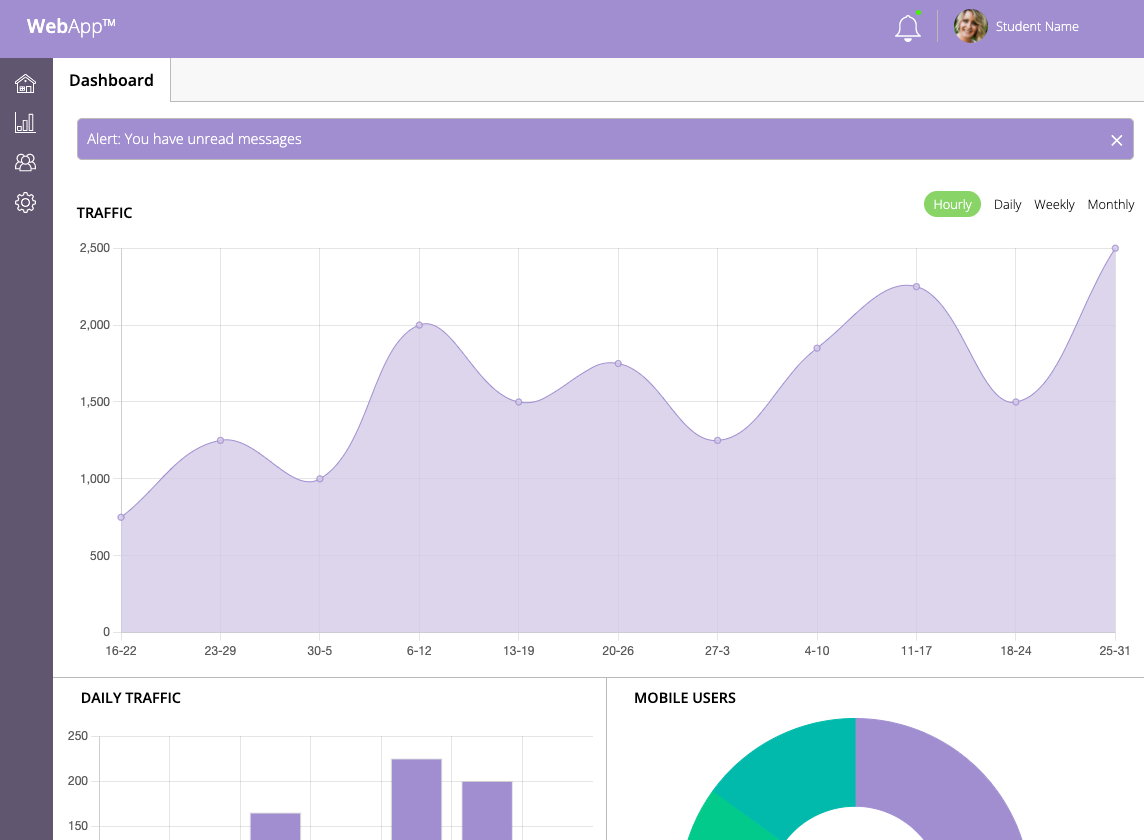 WebApp™
Student Name
Dashboard
Alert: You have unread messages
TRAFFIC
Hourly Daily Weekly Monthly
2,500
2,000
1,500
1,000
500
0
16-22 23-29 30-5 6-12 13-19 20-26 27-3 4-10 11-17 18-24 25-31
DAILY TRAFFIC
250
200
150
MOBILE USERS